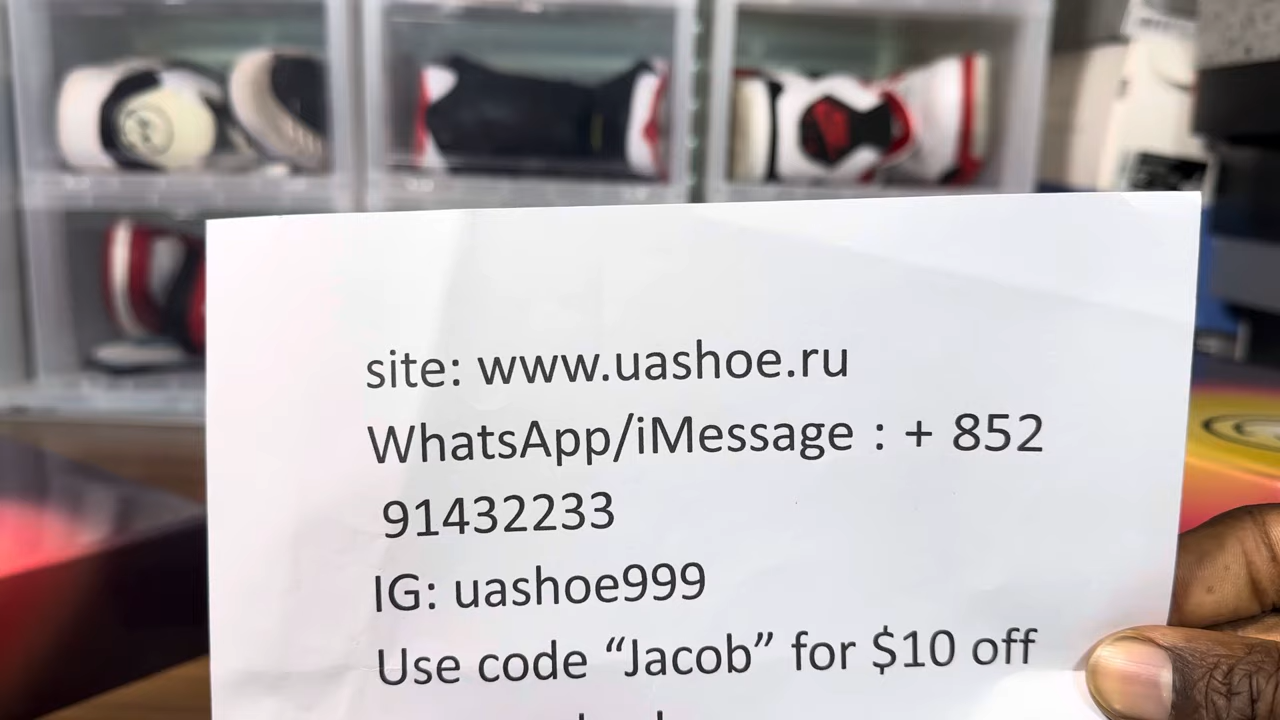 site: www.uashoe.ru
WhatsApp/iMessage : + 852
91432233
IG: uashoe999
Use code “Jacob” for $10 off